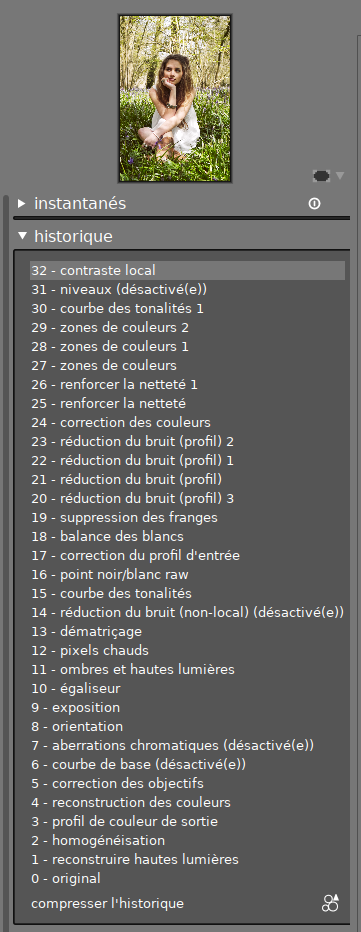 instantanés
historique
32 - contraste local
31 - niveaux (désactivé(e))
30 - courbe des tonalités 1
29 - zones de couleurs 2
28 - zones de couleurs 1
27 - zones de couleurs
26 - renforcer la netteté 1
25 - renforcer la netteté
24 - correction des couleurs
23 - réduction du bruit (profil) 2
22 - réduction du bruit (profil) 1
21 - réduction du bruit (profil)
20 - réduction du bruit (profil) 3
19 - suppression des franges
18 - balance des blancs
17 - correction du profil d'entrée
16 - point noir/blanc raw
15 - courbe des tonalités
14 - réduction du bruit (non-local) (désactivé(e))
13 - dématriçage
12 - pixels chauds
11 - ombres et hautes lumières
10 - égaliseur
9 - exposition
8 - orientation
7 - aberrations chromatiques (désactivé(e))
6 - courbe de base (désactivé(e))
5 - correction des objectifs
4 - reconstruction des couleurs
3 - profil de couleur de sortie
2 - homogénéisation
1 - reconstruire hautes lumières
0 - original
compresser l'historique